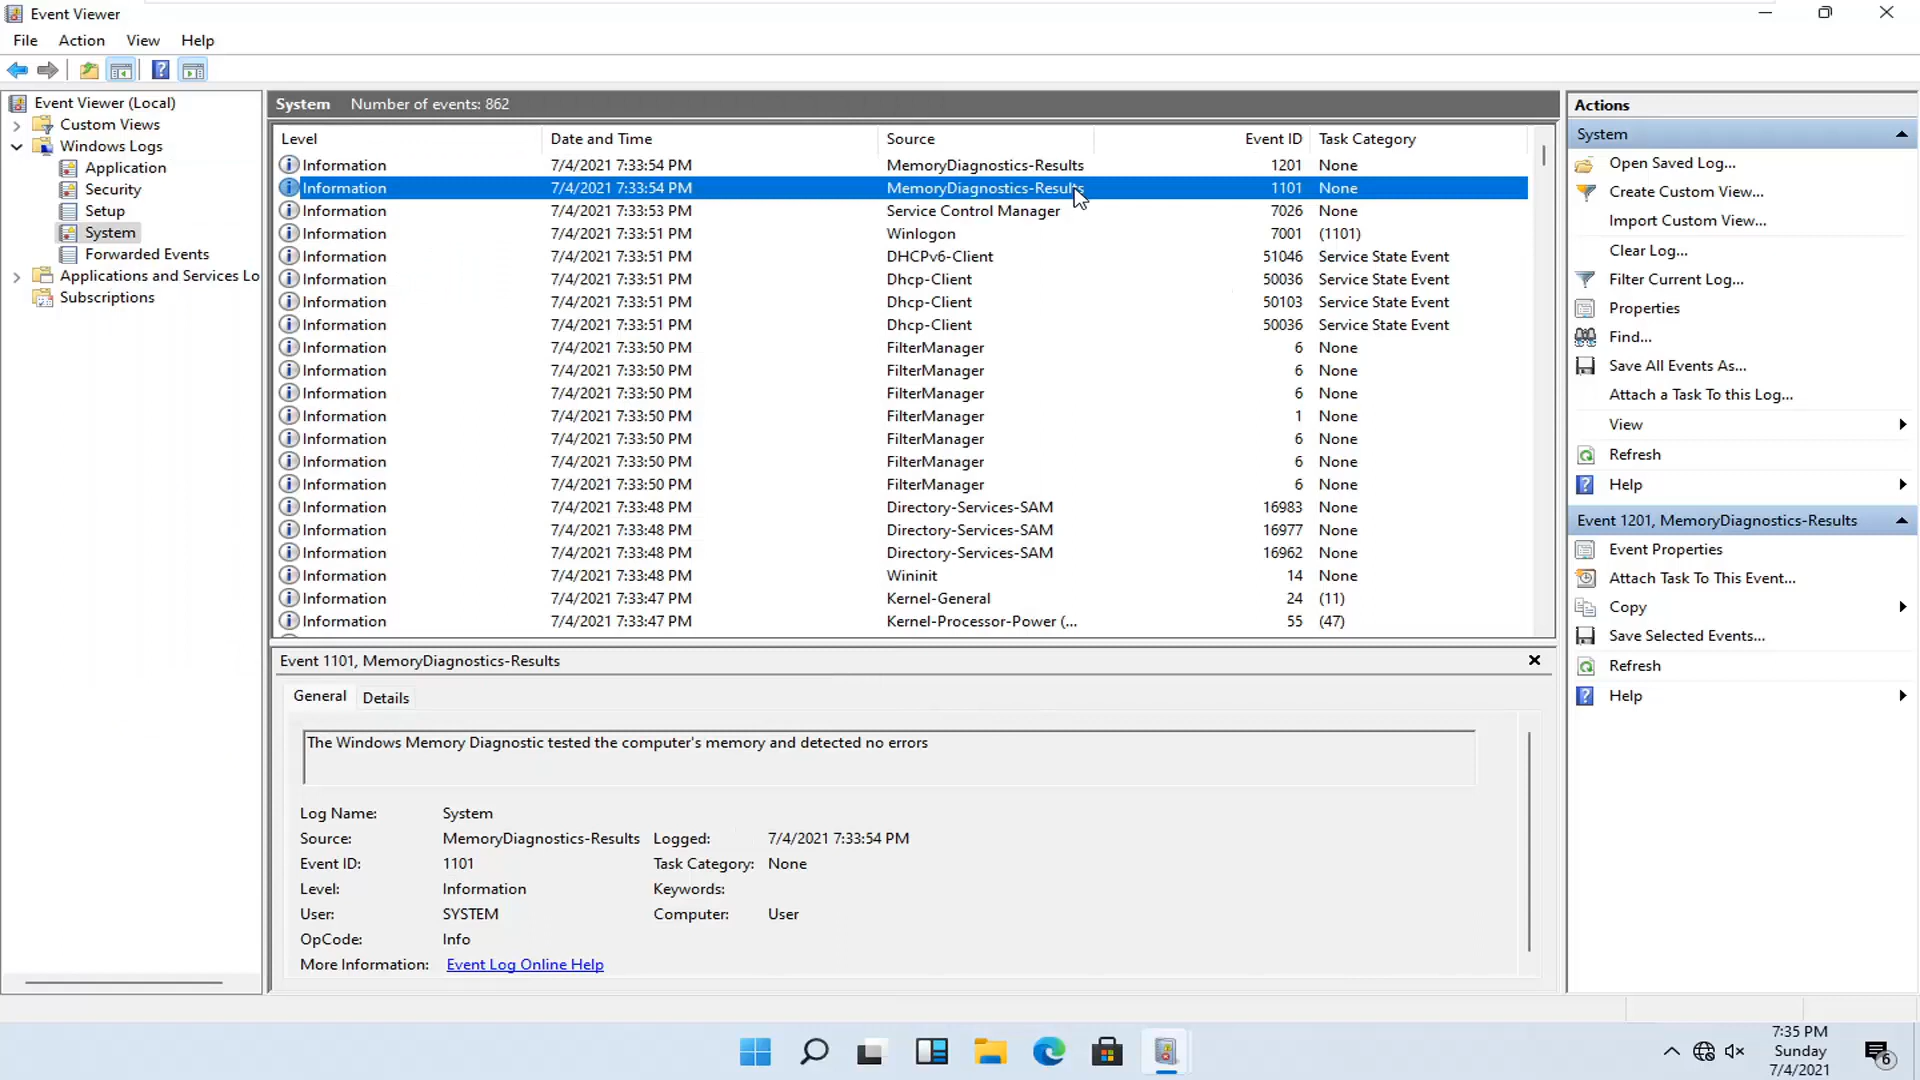 Event Viewer
File Action View Help
Event Viewer (Local)
Custom Views
Windows Logs
Application
Security
Setup
System
Forwarded Events
Applications and Services Lo
Subscriptions
System Number of events: 862
Level Date and Time Source Event ID Task Category
Information 7/4/2021 7:33:54 PM MemoryDiagnostics-Results 1201 None
Information 7/4/2021 7:33:54 PM MemoryDiagnostics-Results 1101 None
Information 7/4/2021 7:33:53 PM Service Control Manager 7026 None
Information 7/4/2021 7:33:51 PM Winlogon 7001 (1101)
Information 7/4/2021 7:33:51 PM DHCPv6-Client 51046 Service State Event
Information 7/4/2021 7:33:51 PM Dhcp-Client 50036 Service State Event
Information 7/4/2021 7:33:51 PM Dhcp-Client 50103 Service State Event
Information 7/4/2021 7:33:51 PM Dhcp-Client 50036 Service State Event
Information 7/4/2021 7:33:50 PM FilterManager 6 None
Information 7/4/2021 7:33:50 PM FilterManager 6 None
Information 7/4/2021 7:33:50 PM FilterManager 6 None
Information 7/4/2021 7:33:50 PM FilterManager 1 None
Information 7/4/2021 7:33:50 PM FilterManager 6 None
Information 7/4/2021 7:33:50 PM FilterManager 6 None
Information 7/4/2021 7:33:50 PM FilterManager 6 None
Information 7/4/2021 7:33:48 PM Directory-Services-SAM 16983 None
Information 7/4/2021 7:33:48 PM Directory-Services-SAM 16977 None
Information 7/4/2021 7:33:48 PM Directory-Services-SAM 16962 None
Information 7/4/2021 7:33:48 PM Wininit 14 None
Information 7/4/2021 7:33:47 PM Kernel-General 24 (11)
Information 7/4/2021 7:33:47 PM Kernel-Processor-Power (... 55 (47)
Event 1101, MemoryDiagnostics-Results
General Details
The Windows Memory Diagnostic tested the computer's memory and detected no errors
Log Name: System
Source: MemoryDiagnostics-Results Logged: 7/4/2021 7:33:54 PM
Event ID: 1101 Task Category: None
Level: Information Keywords:
User: SYSTEM Computer: User
OpCode: Info
More Information: Event Log Online Help
Actions
System
Open Saved Log...
Create Custom View...
Import Custom View...
Clear Log...
Filter Current Log...
Properties
Find...
Save All Events As...
Attach a Task To this Log...
View
Refresh
Help
Event 1201, MemoryDiagnostics-Results
Event Properties
Attach Task To This Event...
Copy
Save Selected Events...
Refresh
Help
7:35 PM
Sunday
7/4/2021
6